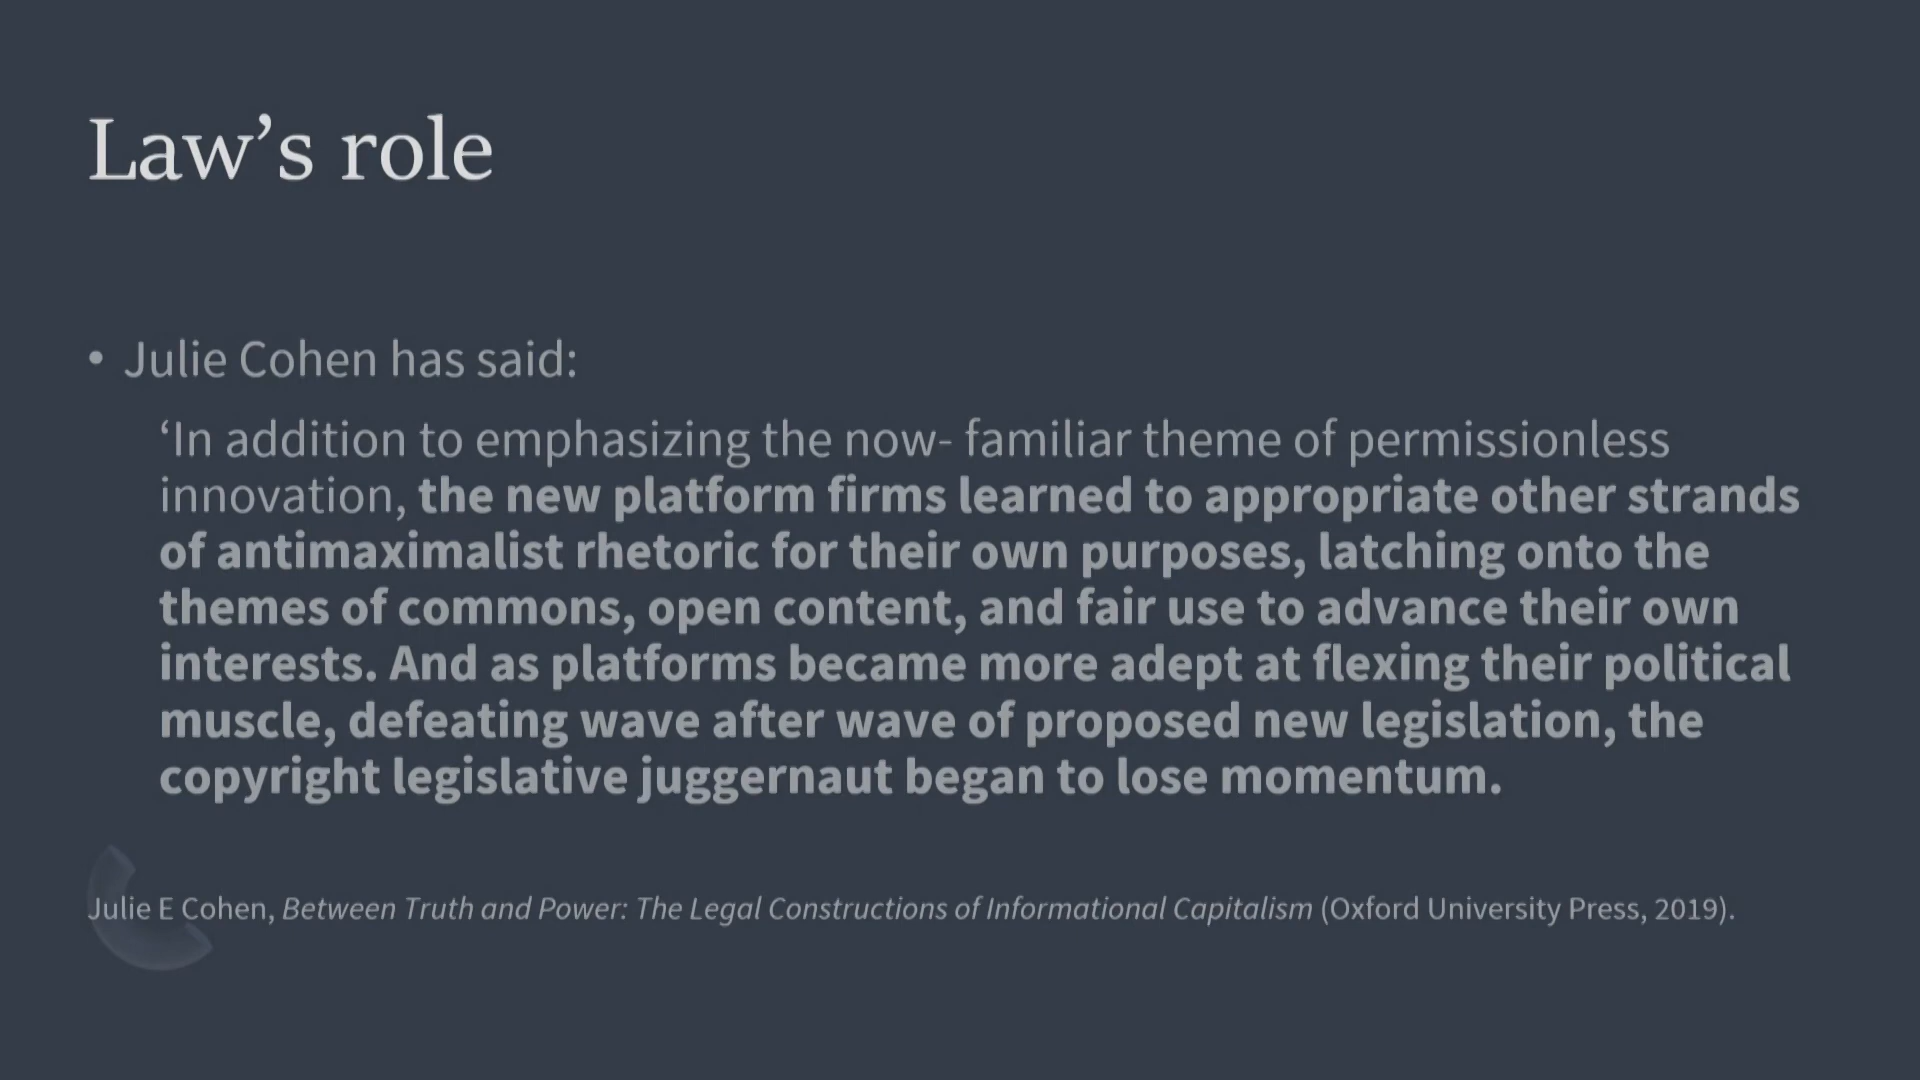 Law’s role
• Julie Cohen has said:
‘In addition to emphasizing the now- familiar theme of permissionless
innovation, the new platform firms learned to appropriate other strands
of antimaximalist rhetoric for their own purposes, latching onto the
themes of commons, open content, and fair use to advance their own
interests. And as platforms became more adept at flexing their political
muscle, defeating wave after wave of proposed new legislation, the
copyright legislative juggernaut began to lose momentum.
Julie E Cohen, Between Truth and Power: The Legal Constructions of Informational Capitalism (Oxford University Press, 2019).